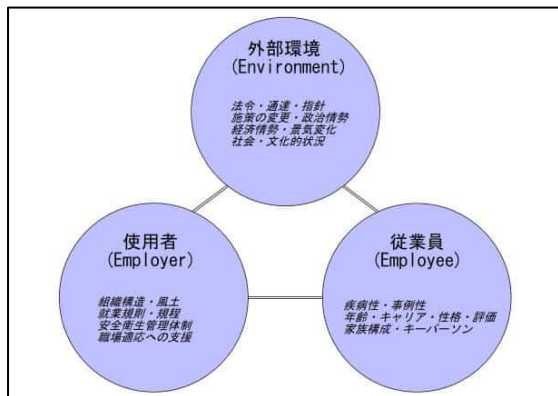 外部環境
(Environment)
法令・通達・指針
施策の変更・政治情勢
経済情勢・景気変化
社会・文化的状況
使用者
(Employer)
組織構造・風土
就業規則・規程
安全衛生管理体制
職場適応への支援
従業員
(Employee)
疾病性・事例性
年齢・キャリア・性格・評価
家族構成・キーパーソン